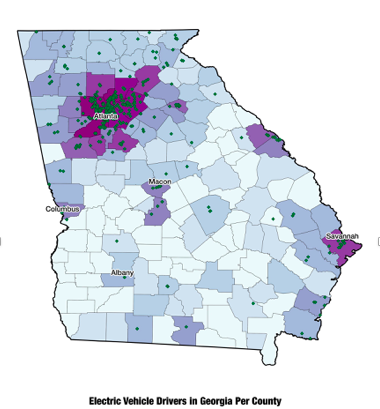 Atlanta
Macon
Columbus
Savannah
Albany
Electric Vehicle Drivers in Georgia Per County